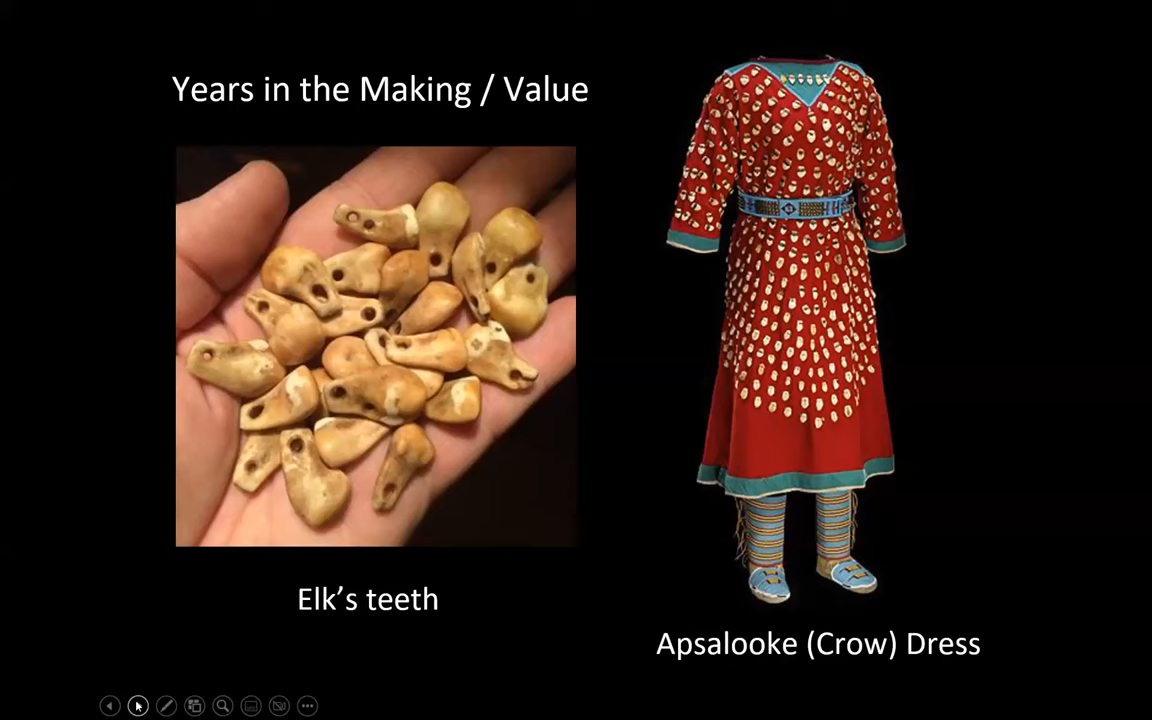 Years in the Making / Value
Elk’s teeth
Apsalooke (Crow) Dress